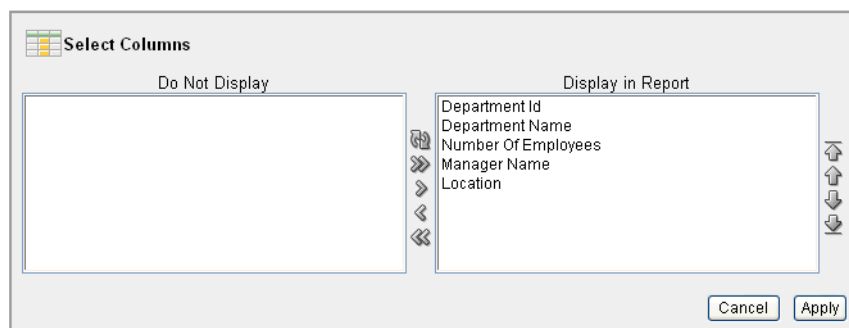 Select Columns
Do Not Display
Display in Report
Department Id
Department Name
Number Of Employees
Manager Name
Location
Cancel
Apply